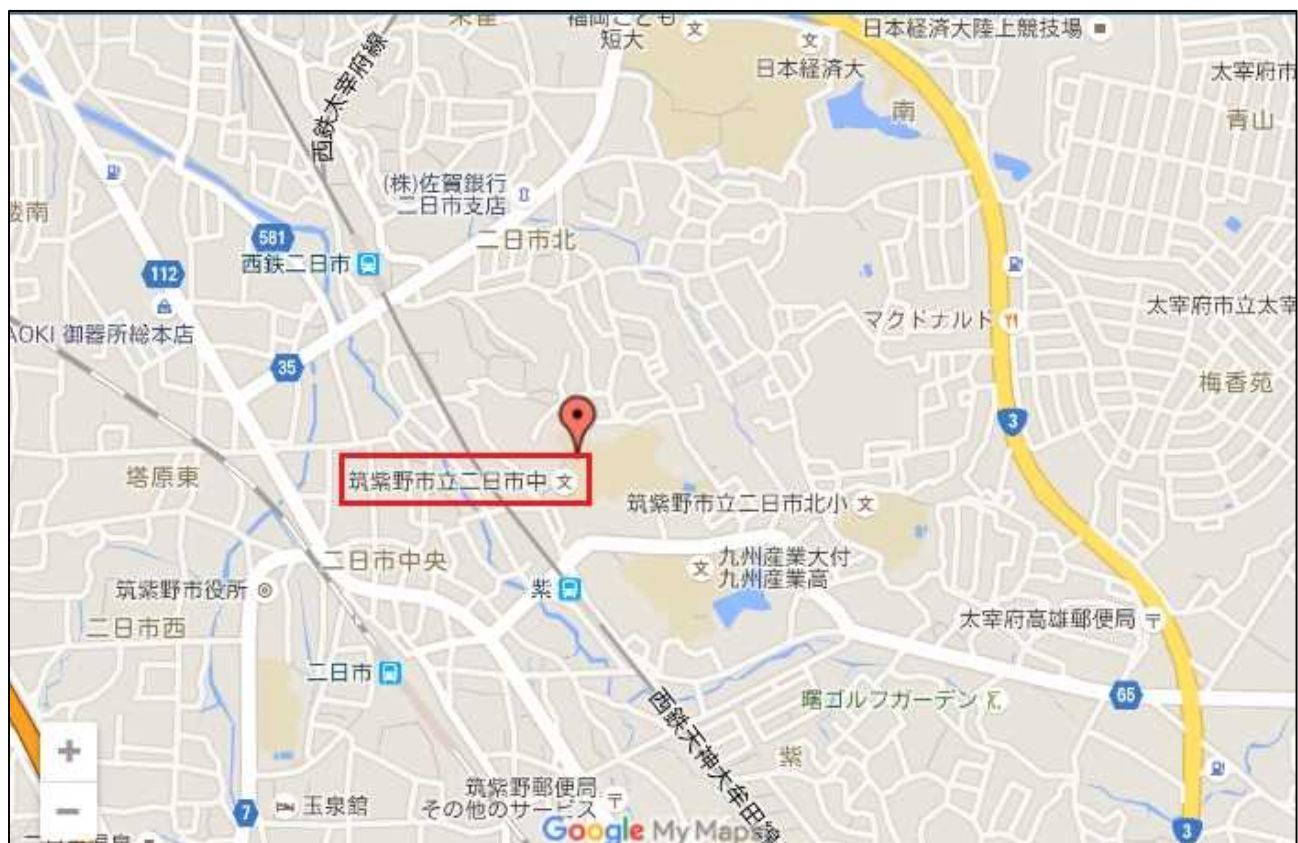 福岡こども
短大
文
文
日本経済大陸上競技場
日本経済大
太宰府市
青山
南
西鉄太宰府線
(株)佐賀銀行
二日市支店
二日市北
581
西鉄二日市
112
AOKI 御器所総本店
35
マクドナルド
太宰府市立太宰
梅香苑
3
塔原東
筑紫野市立二日市中 文
筑紫野市立二日市北小 文
二日市中央
九州産業大付
九州産業高
文
紫
筑紫野市役所
二日市西
太宰府高雄郵便局 〒
二日市
65
曙ゴルフガーデン
西鉄天神大牟田線
紫
筑紫野郵便局
その他のサービス
〒
玉泉館
7
+
−
Google My Maps
3